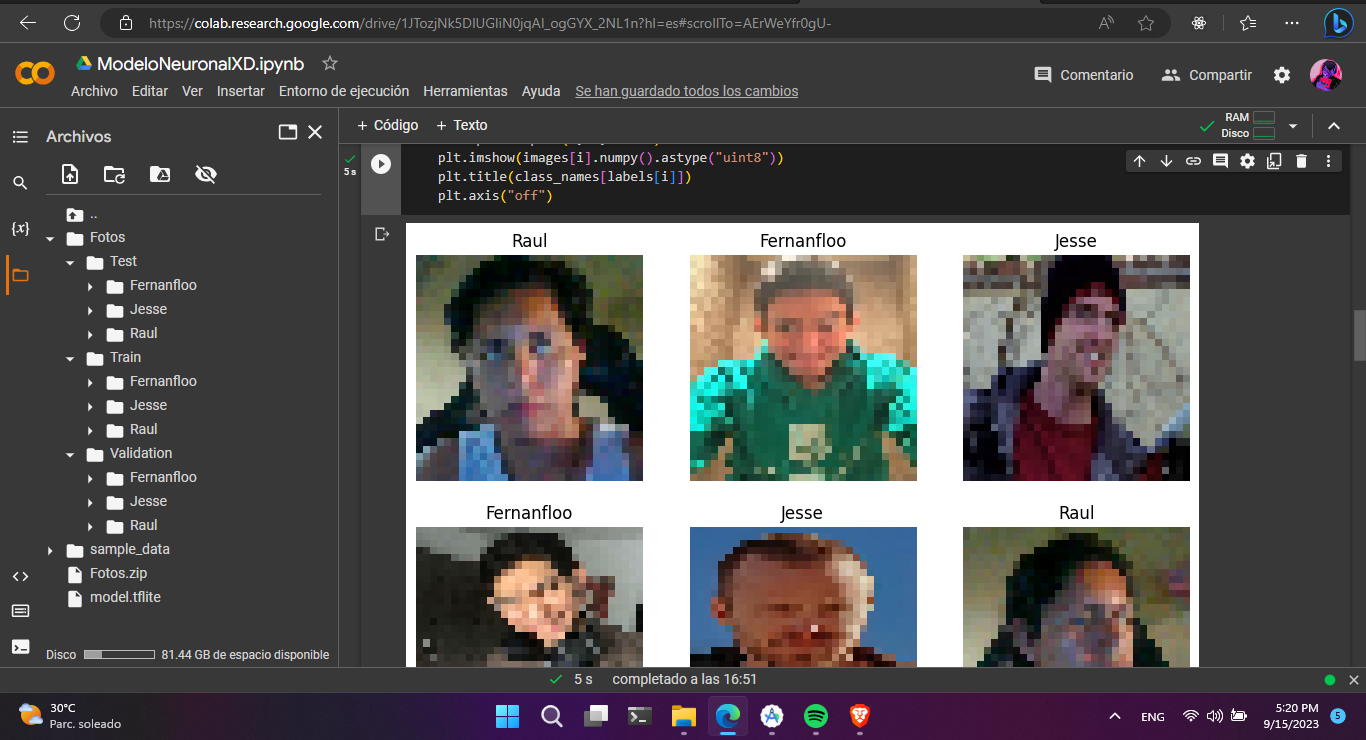 https://colab.research.google.com/drive/1JTozjNk5DIUGliN0jqAI_ogGYX_2NL1n?hl=es#scrollTo=AErWeYfr0gU-
ModeloNeuronalXD.ipynb
Comentario
Compartir
Archivo Editar Ver Insertar Entorno de ejecución Herramientas Ayuda Se han guardado todos los cambios
Archivos
+ Código + Texto
RAM
Disco
5 s
plt.imshow(images[i].numpy().astype("uint8"))
plt.title(class_names[labels[i]])
plt.axis("off")
{x}
..
Fotos
Test
Fernanfloo
Jesse
Raul
Train
Fernanfloo
Jesse
Raul
Validation
Fernanfloo
Jesse
Raul
sample_data
Fotos.zip
model.tflite
Disco 81.44 GB de espacio disponible
Raul Fernanfloo Jesse
Fernanfloo Jesse Raul
5 s completado a las 16:51
30°C
Parc. soleado
ENG
5:20 PM
9/15/2023
5